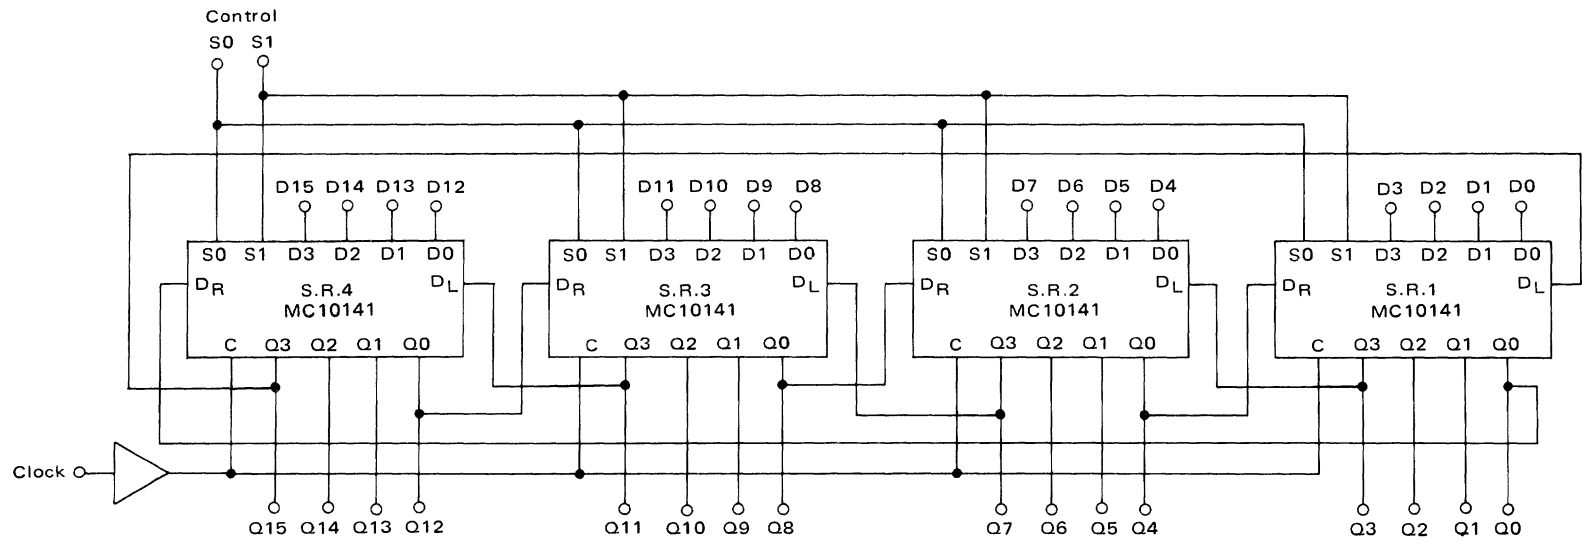 Control
S0 S1
D15 D14 D13 D12 D11 D10 D9 D8 D7 D6 D5 D4 D3 D2 D1 D0
S0 S1 D3 D2 D1 D0 S0 S1 D3 D2 D1 D0 S0 S1 D3 D2 D1 D0 S0 S1 D3 D2 D1 D0
DR S.R.4 DL DR S.R.3 DL DR S.R.2 DL DR S.R.1 DL
MC10141 MC10141 MC10141 MC10141
C Q3 Q2 Q1 Q0 C Q3 Q2 Q1 Q0 C Q3 Q2 Q1 Q0 C Q3 Q2 Q1 Q0
Clock
Q15 Q14 Q13 Q12 Q11 Q10 Q9 Q8 Q7 Q6 Q5 Q4 Q3 Q2 Q1 Q0